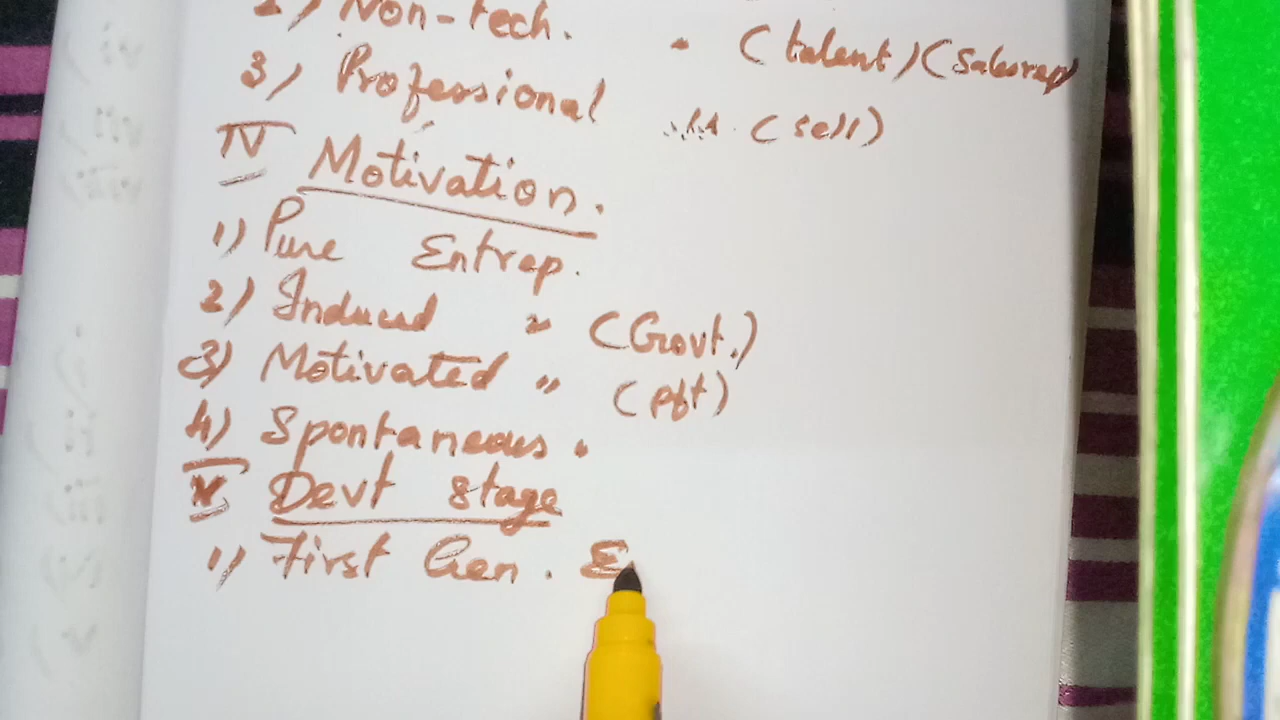 2) Non-tech. " (talent) (Salesrep)
3) Professional " (sell)
IV Motivation.
1) Pure Entrep.
2) Induced " (Govt.)
3) Motivated " (Pft)
4) Spontaneous "
V Devt stage
1) First Gen. E